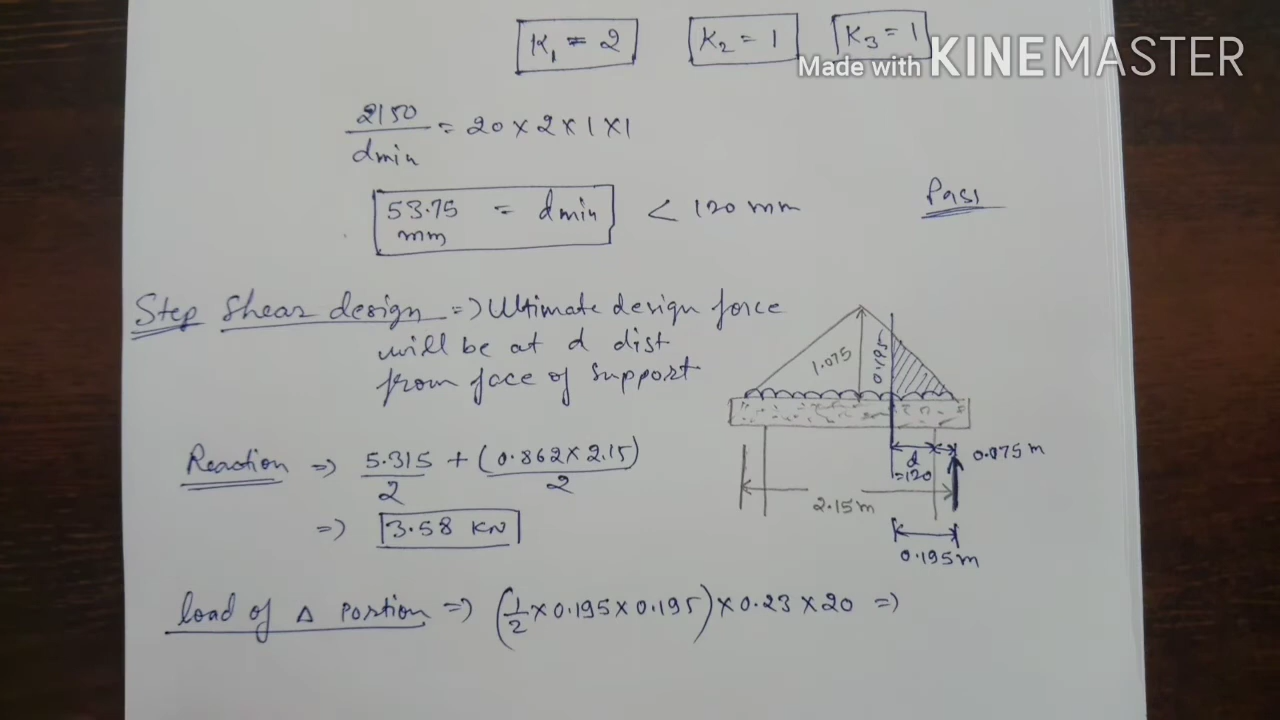 K₁ = 2 K₂ = 1 K₃ = 1
Made with KINEMASTER
2150 / dmin = 20 × 2 × 1 × 1
53.75 mm = dmin < 120 mm Pass
Step Shear design => Ultimate design force
will be at d dist
from face of support
1.075
0.195
Reaction => 5.315/2 + (0.862 × 2.15)/2
=> 3.58 KN
d = 120
0.075 m
2.15 m
0.195 m
load of Δ portion => (1/2 × 0.195 × 0.195) × 0.23 × 20 =>